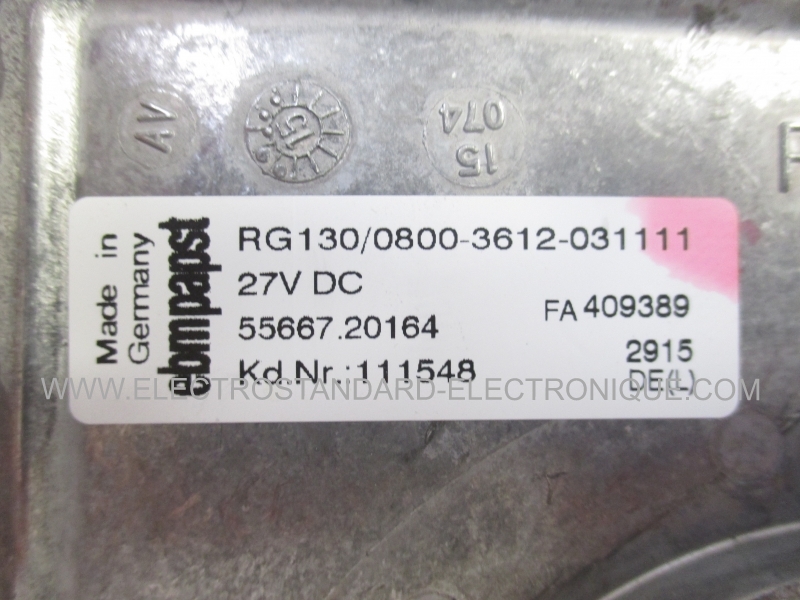 AV
15
15
074
Made in
Germany
ebmpapst
RG130/0800-3612-031111
27V DC
55667.20164
FA 409389
Kd.Nr.:111548
2915
DE(L)
WWW.ELECTROSTANDARD-ELECTRONIQUE.COM